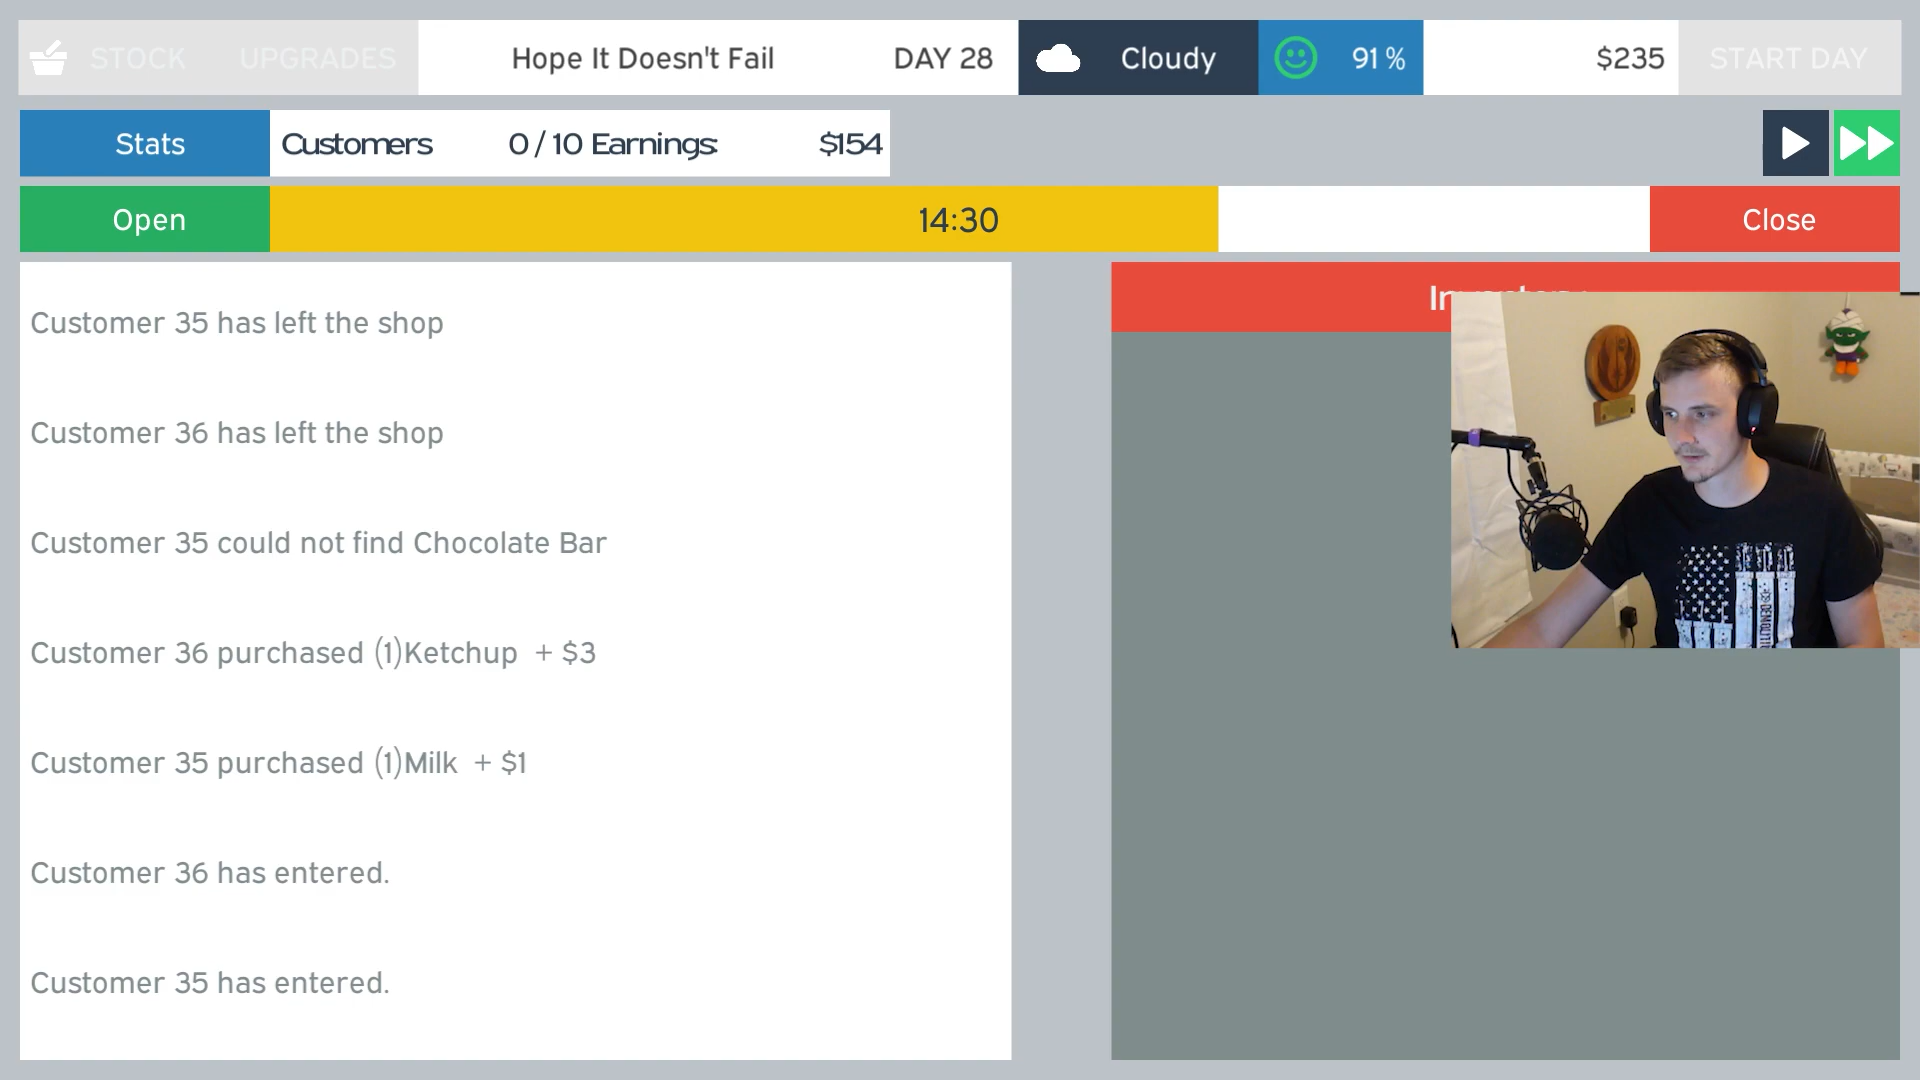 STOCK UPGRADES Hope It Doesn't Fail DAY 28 Cloudy 91 % $235 START DAY
Stats Customers 0 / 10 Earnings: $154
Open 14:30 Close
Customer 35 has left the shop
Customer 36 has left the shop
Customer 35 could not find Chocolate Bar
Customer 36 purchased (1)Ketchup + $3
Customer 35 purchased (1)Milk + $1
Customer 36 has entered.
Customer 35 has entered.